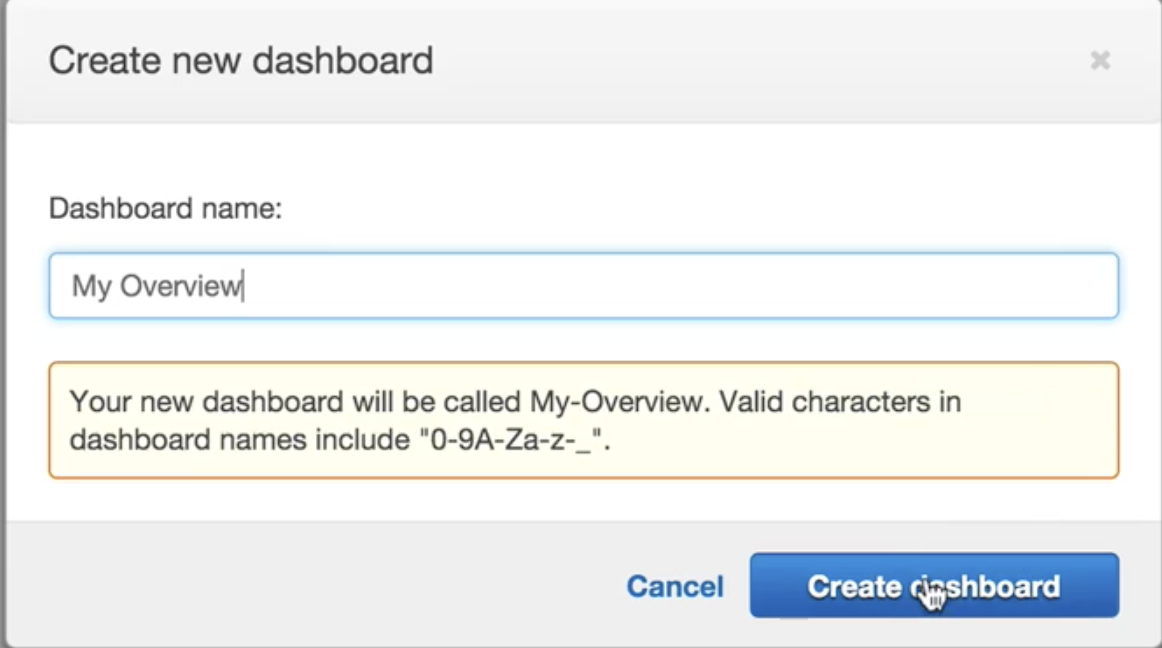 Create new dashboard
Dashboard name:
My Overview
Your new dashboard will be called My-Overview. Valid characters in
dashboard names include "0-9A-Za-z-_".
Cancel
Create dashboard